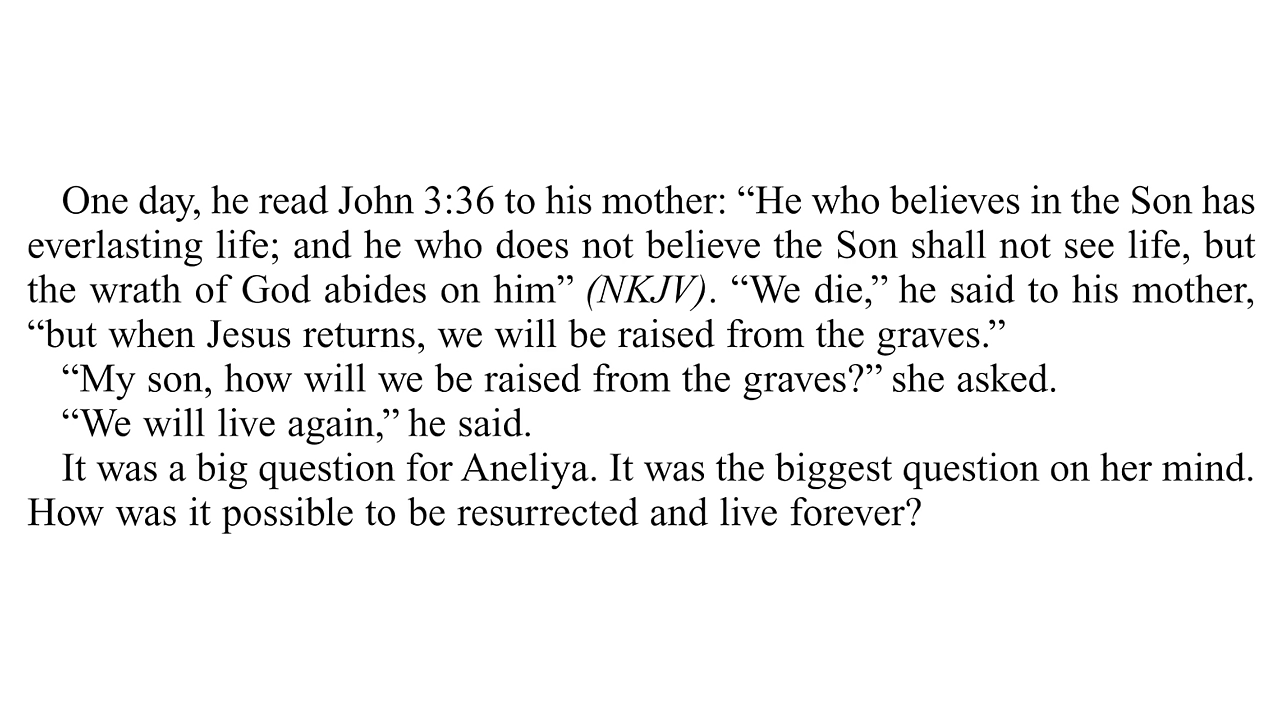 One day, he read John 3:36 to his mother: “He who believes in the Son has
everlasting life; and he who does not believe the Son shall not see life, but
the wrath of God abides on him” (NKJV). “We die,” he said to his mother,
“but when Jesus returns, we will be raised from the graves.”
“My son, how will we be raised from the graves?” she asked.
“We will live again,” he said.
It was a big question for Aneliya. It was the biggest question on her mind.
How was it possible to be resurrected and live forever?